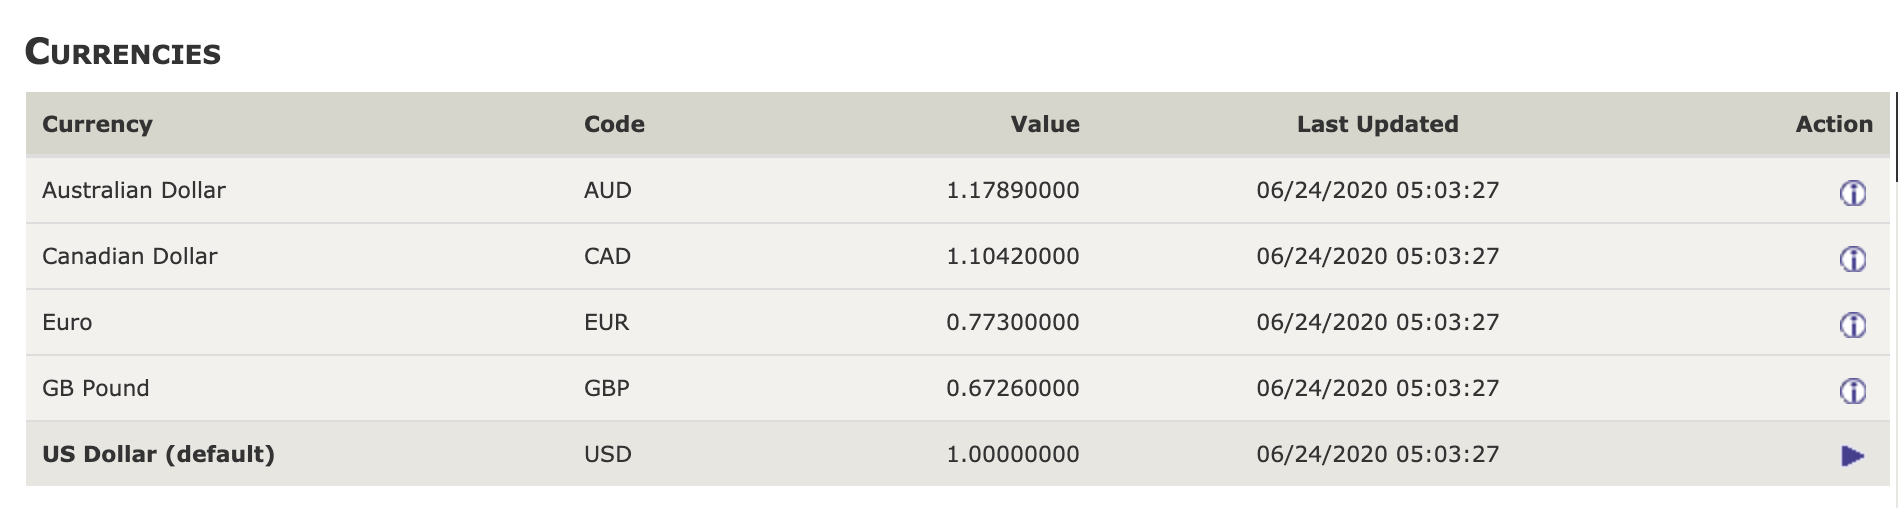 Currencies
Currency Code Value Last Updated Action
Australian Dollar AUD 1.17890000 06/24/2020 05:03:27
Canadian Dollar CAD 1.10420000 06/24/2020 05:03:27
Euro EUR 0.77300000 06/24/2020 05:03:27
GB Pound GBP 0.67260000 06/24/2020 05:03:27
US Dollar (default) USD 1.00000000 06/24/2020 05:03:27